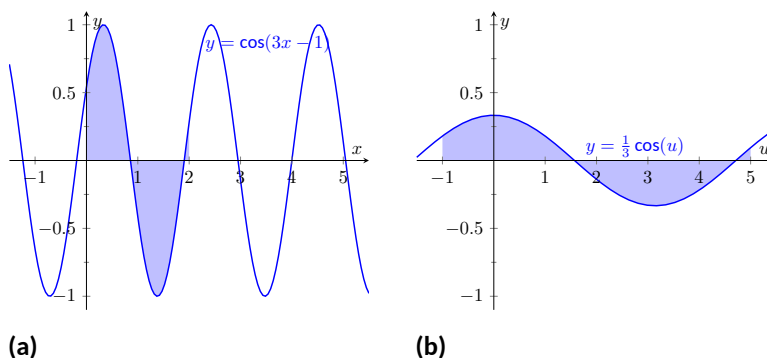 1 y
y = cos(3x − 1)
0.5
x
−1 1 2 3 4 5
−0.5
−1
(a)
1 y
0.5
y = 1/3 cos(u)
u
−1 1 2 3 4 5
−0.5
−1
(b)